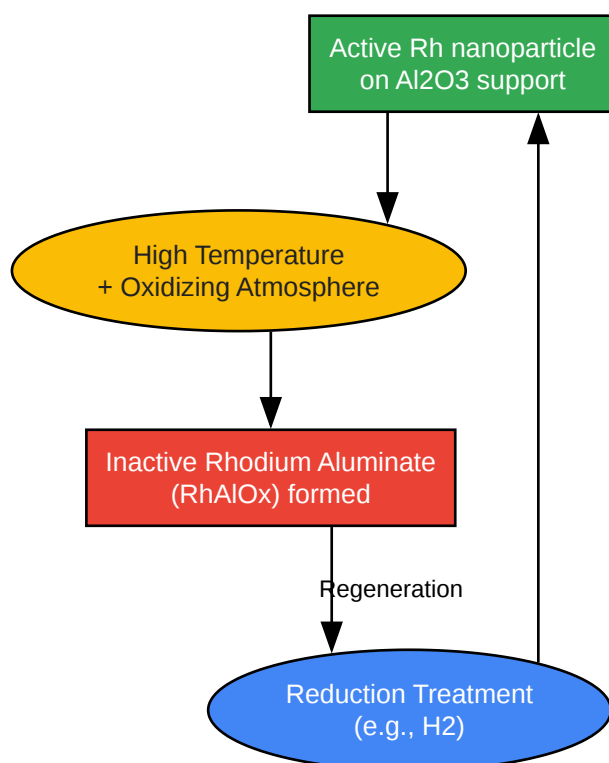 Active Rh nanoparticle
on Al2O3 support
High Temperature
+ Oxidizing Atmosphere
Inactive Rhodium Aluminate
(RhAlOx) formed
Regeneration
Reduction Treatment
(e.g., H2)